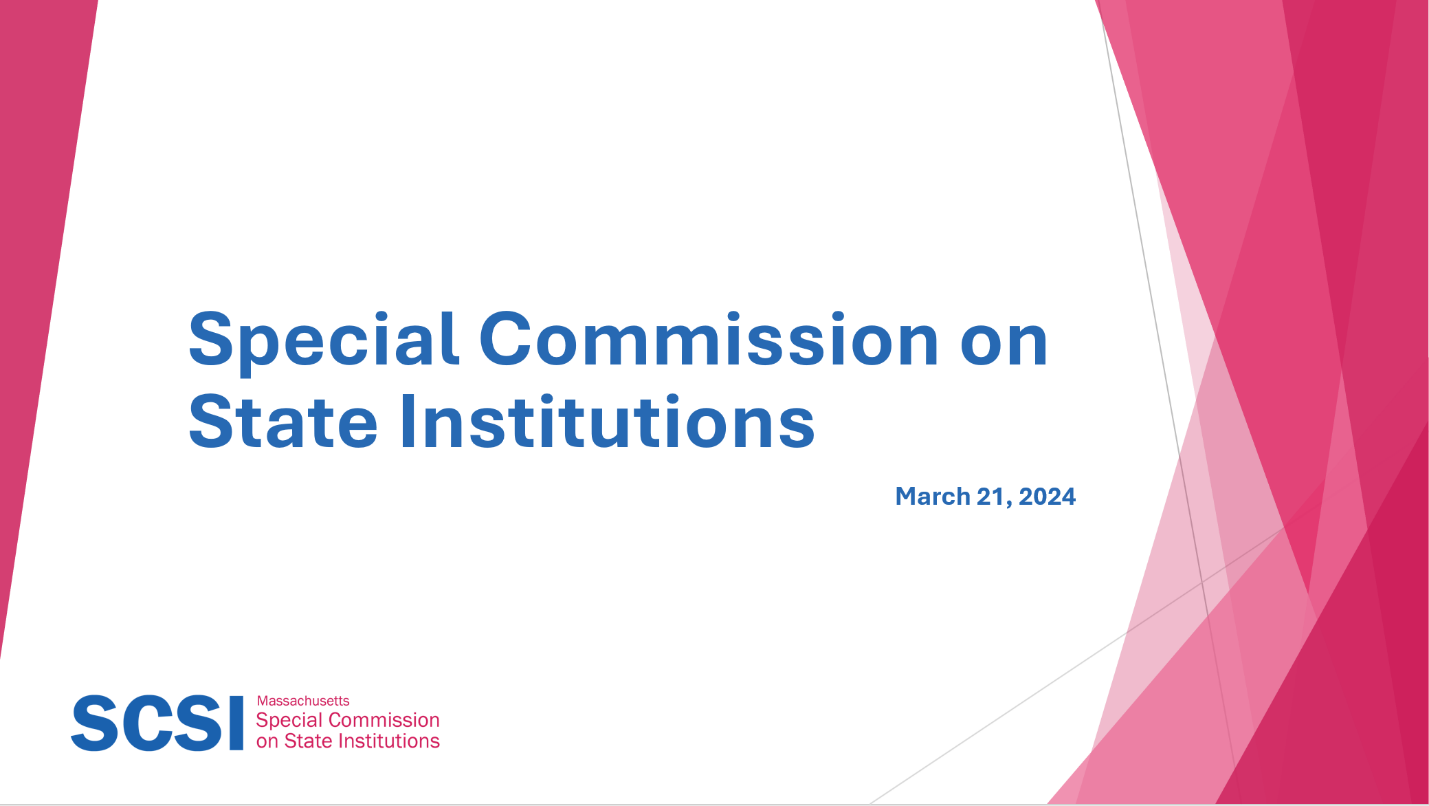 Special Commission on
State Institutions
March 21, 2024
SCSI
Massachusetts
Special Commission
on State Institutions